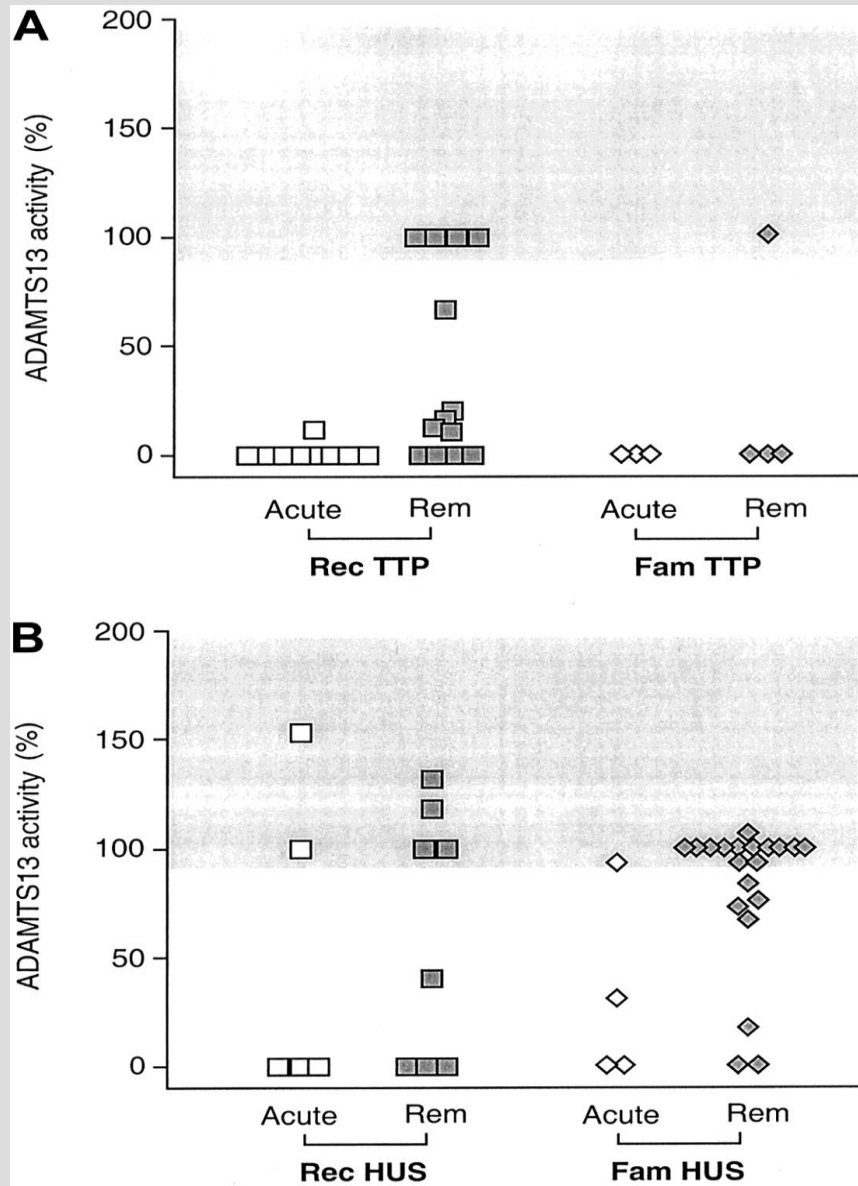 A
ADAMTS13 activity (%)
200
150
100
50
0
Acute Rem Acute Rem
Rec TTP Fam TTP
B
ADAMTS13 activity (%)
200
150
100
50
0
Acute Rem Acute Rem
Rec HUS Fam HUS